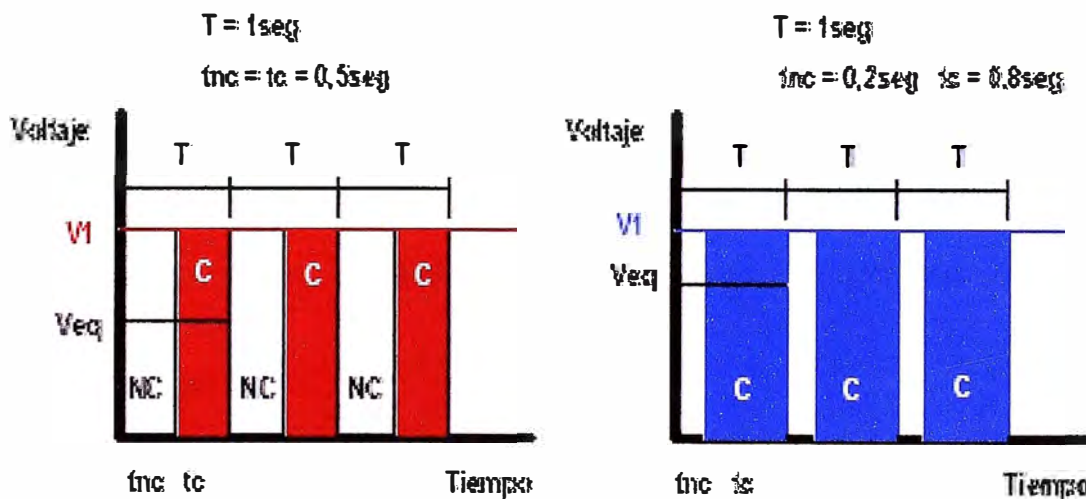 T = 1seg
tnc = tc = 0,5seg
Voltaje
T T T
V1
C C C
Veq
NC NC NC
tnc tc
Tiempo
T = 1seg
tnc = 0,2seg tc = 0,8seg
Voltaje
T T T
V1
Veq
C C C
tnc tc
Tiempo